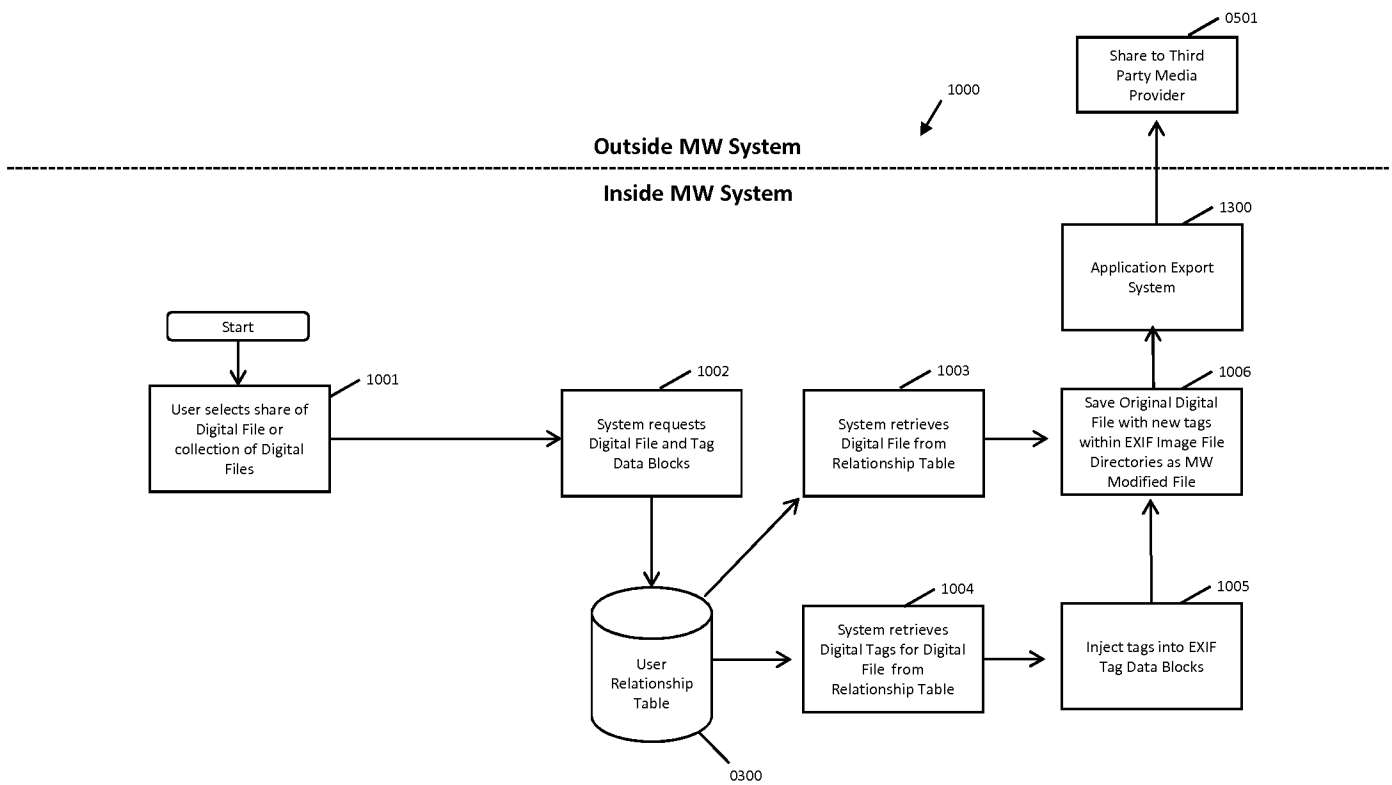 0501
Share to Third
Party Media
Provider
1000
Outside MW System
Inside MW System
1300
Application Export
System
Start
1001
User selects share of
Digital File or
collection of Digital
Files
1002
System requests
Digital File and Tag
Data Blocks
1003
System retrieves
Digital File from
Relationship Table
1006
Save Original Digital
File with new tags
within EXIF Image File
Directories as MW
Modified File
User
Relationship
Table
0300
1004
System retrieves
Digital Tags for Digital
File from
Relationship Table
1005
Inject tags into EXIF
Tag Data Blocks